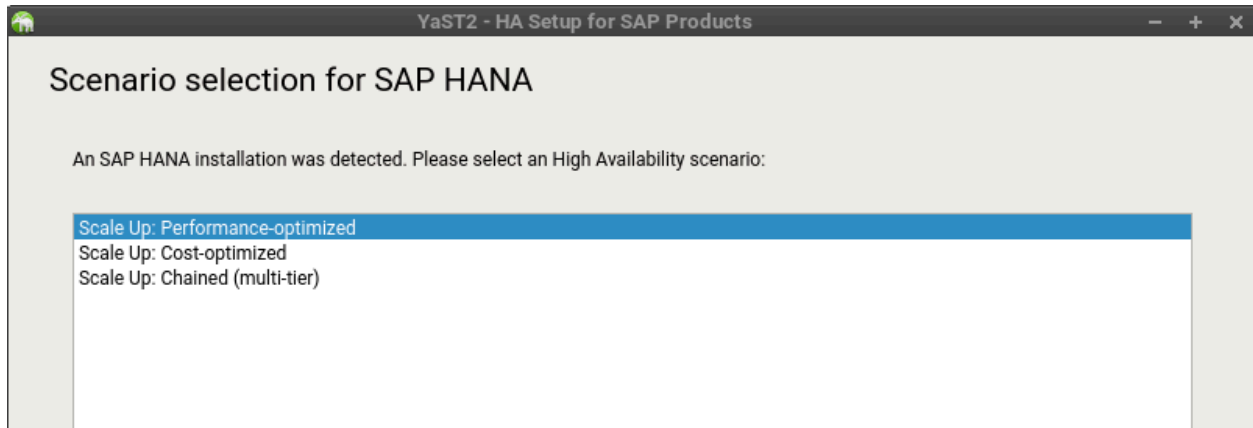 YaST2 - HA Setup for SAP Products
Scenario selection for SAP HANA
An SAP HANA installation was detected. Please select an High Availability scenario:
Scale Up: Performance-optimized
Scale Up: Cost-optimized
Scale Up: Chained (multi-tier)